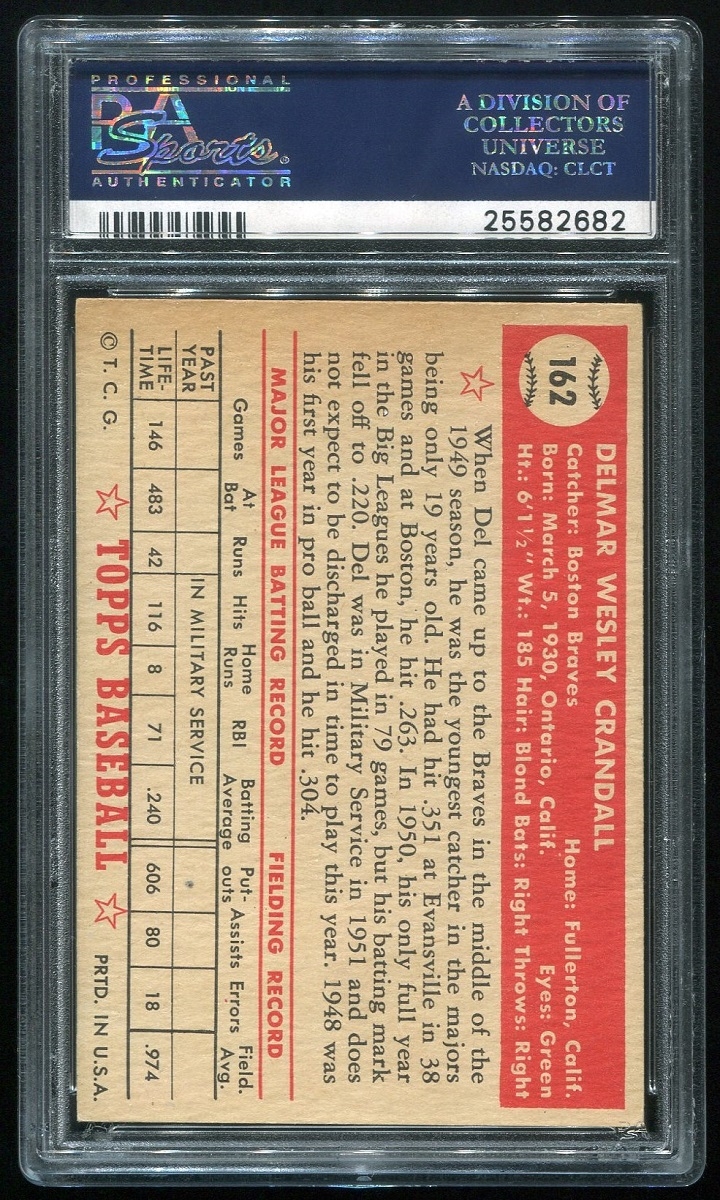 PROFESSIONAL
PSA
Sports®
AUTHENTICATOR
A DIVISION OF
COLLECTORS
UNIVERSE
NASDAQ: CLCT
25582682
162
DELMAR WESLEY CRANDALL
Catcher: Boston Braves Home: Fullerton, Calif.
Born: March 5, 1930, Ontario, Calif. Eyes: Green
Ht.: 6'1½" Wt.: 185 Hair: Blond Bats: Right Throws: Right
When Del came up to the Braves in the middle of the
1949 season, he was the youngest catcher in the majors
being only 19 years old. He had hit .351 at Evansville in 38
games and at Boston, he hit .263. In 1950, his only full year
in the Big Leagues he played in 79 games, but his batting mark
fell off to .220. Del was in Military Service in 1951 and does
not expect to be discharged in time to play this year. 1948 was
his first year in pro ball and he hit .304.
MAJOR LEAGUE BATTING RECORD FIELDING RECORD
Games At Bat Runs Hits Home Runs RBI Batting Average Put-outs Assists Errors Field. Avg.
PAST YEAR IN MILITARY SERVICE
LIFE-TIME 146 483 42 116 8 71 .240 606 80 18 .974
© T. C. G. TOPPS BASEBALL PRTD. IN U.S.A.